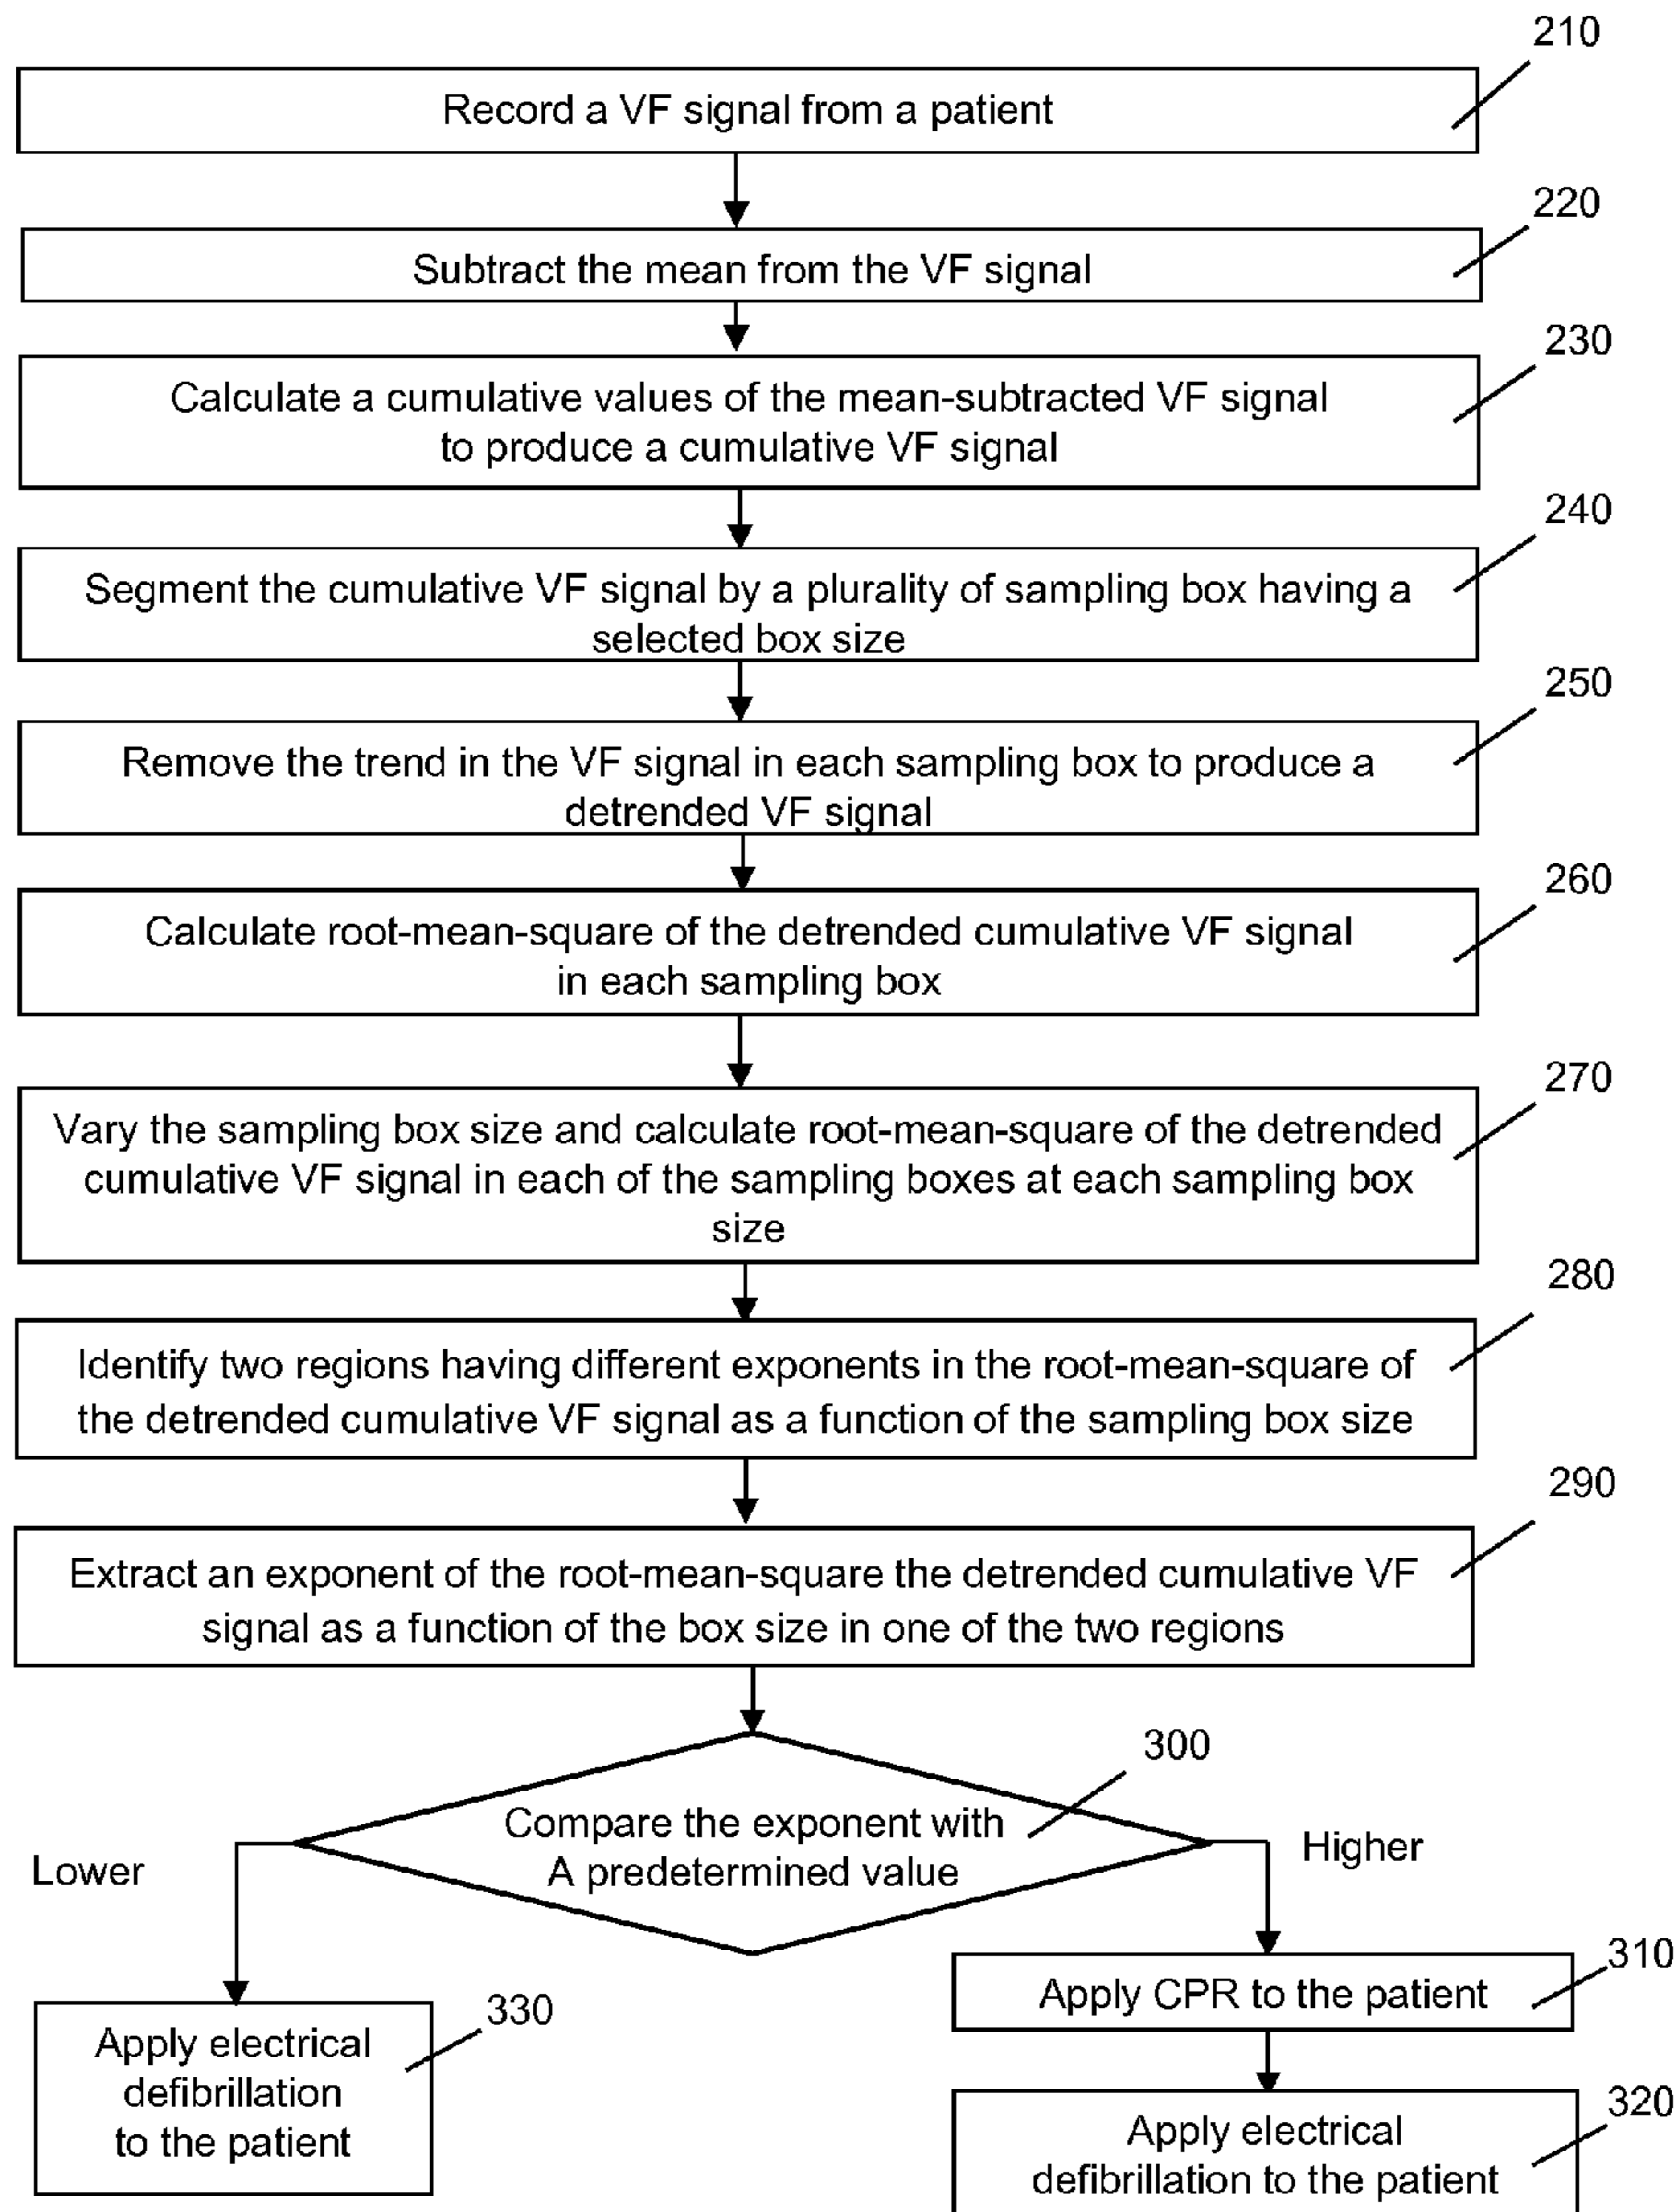 210
Record a VF signal from a patient
220
Subtract the mean from the VF signal
230
Calculate a cumulative values of the mean-subtracted VF signal
to produce a cumulative VF signal
240
Segment the cumulative VF signal by a plurality of sampling box having a
selected box size
250
Remove the trend in the VF signal in each sampling box to produce a
detrended VF signal
260
Calculate root-mean-square of the detrended cumulative VF signal
in each sampling box
270
Vary the sampling box size and calculate root-mean-square of the detrended
cumulative VF signal in each of the sampling boxes at each sampling box
size
280
Identify two regions having different exponents in the root-mean-square of
the detrended cumulative VF signal as a function of the sampling box size
290
Extract an exponent of the root-mean-square the detrended cumulative VF
signal as a function of the box size in one of the two regions
300
Compare the exponent with
A predetermined value
Lower
Higher
310
Apply CPR to the patient
330
Apply electrical
defibrillation
to the patient
320
Apply electrical
defibrillation to the patient